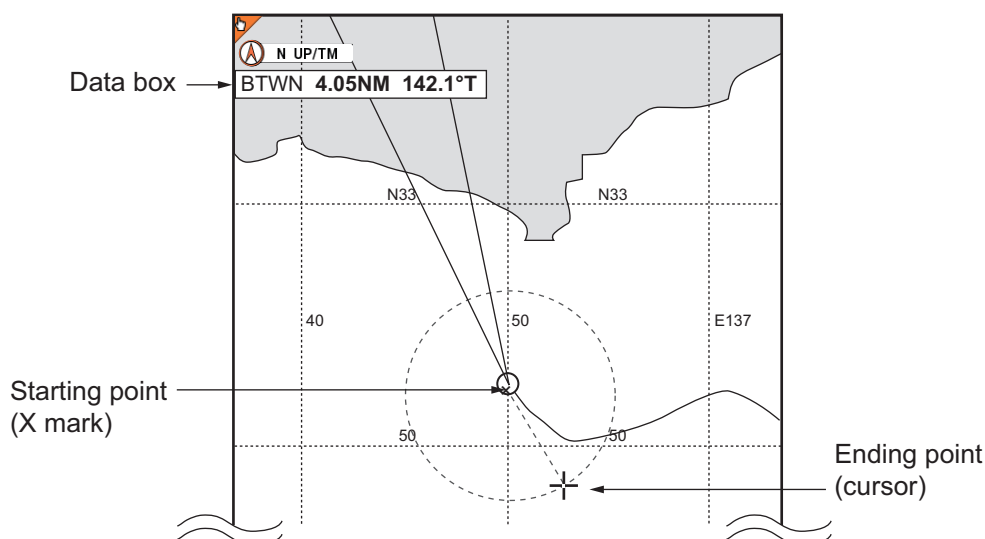 N UP/TM
Data box
BTWN 4.05NM 142.1°T
N33 N33
40 50 E137
Starting point
(X mark)
50 50
Ending point
(cursor)